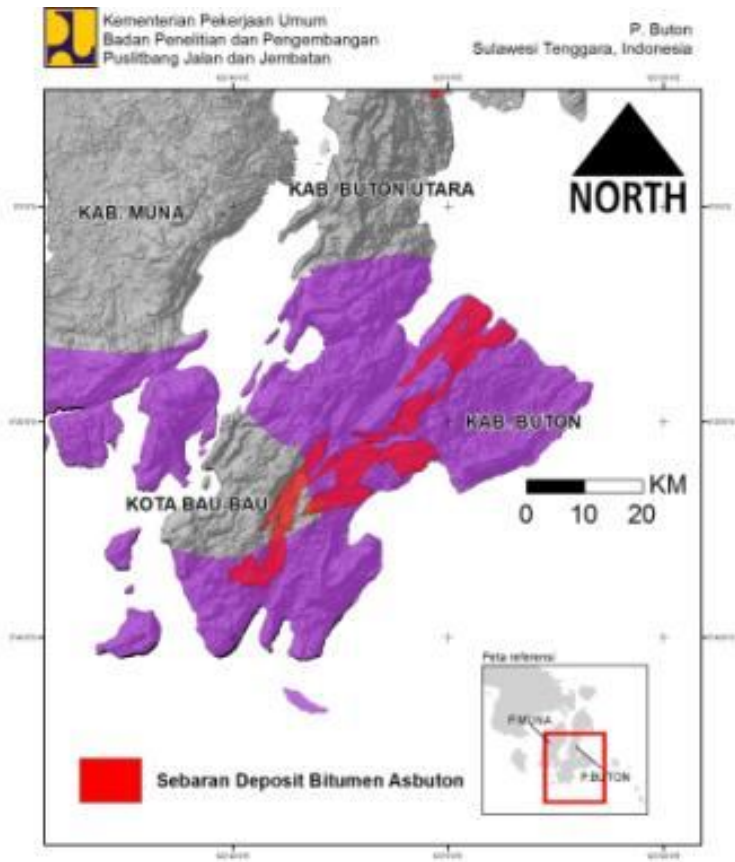 Kementerian Pekerjaan Umum
Badan Penelitian dan Pengembangan
Puslitbang Jalan dan Jembatan
P. Buton
Sulawesi Tenggara, Indonesia
NORTH
KAB. BUTON UTARA
KAB. MUNA
KAB. BUTON
KOTA BAU-BAU
KM
0 10 20
Peta referensi
P.MUNA
P.BUTON
Sebaran Deposit Bitumen Asbuton